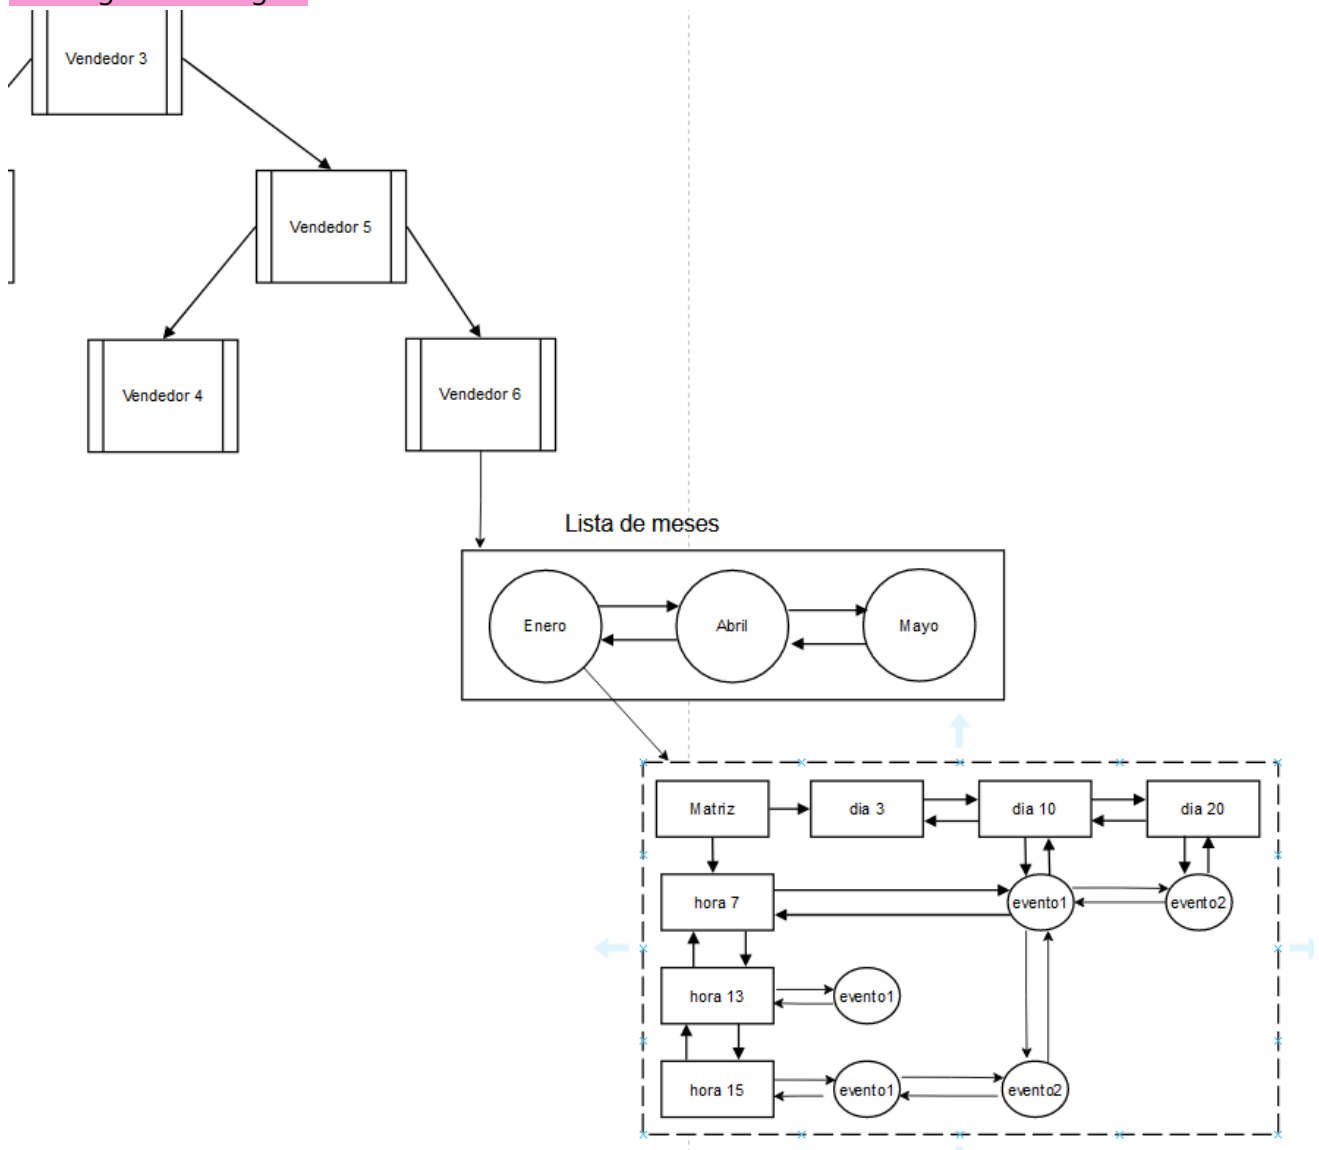 Vendedor 3
Vendedor 5
Vendedor 4
Vendedor 6
Lista de meses
Enero
Abril
Mayo
Matriz
dia 3
dia 10
dia 20
hora 7
evento1
evento2
hora 13
evento1
hora 15
evento1
evento2